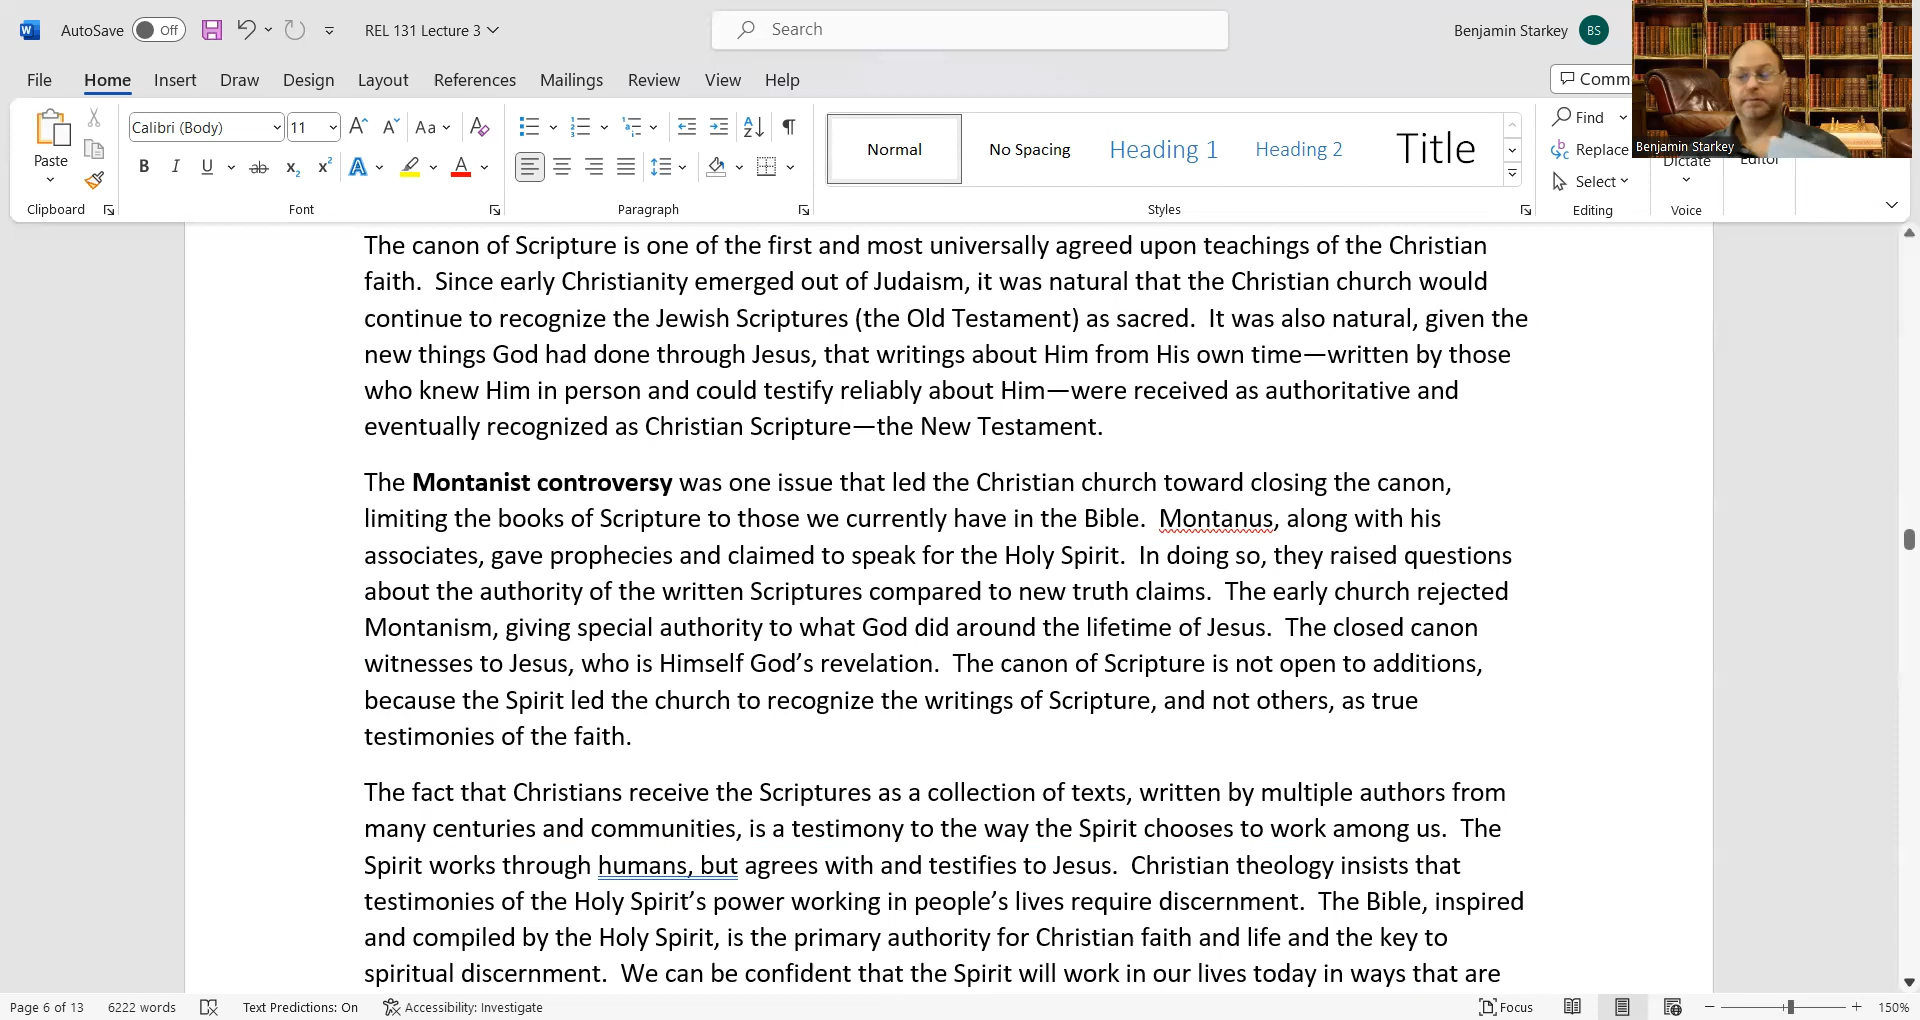 AutoSave Off REL 131 Lecture 3 Search Benjamin Starkey BS
File Home Insert Draw Design Layout References Mailings Review View Help Comm
Calibri (Body) 11 Aa Find
Paste Normal No Spacing Heading 1 Heading 2 Title Replace Benjamin Starkey
B I U ab x₂ x² A A Select Dictate Editor
Clipboard Font Paragraph Styles Editing Voice
The canon of Scripture is one of the first and most universally agreed upon teachings of the Christian
faith.  Since early Christianity emerged out of Judaism, it was natural that the Christian church would
continue to recognize the Jewish Scriptures (the Old Testament) as sacred.  It was also natural, given the
new things God had done through Jesus, that writings about Him from His own time—written by those
who knew Him in person and could testify reliably about Him—were received as authoritative and
eventually recognized as Christian Scripture—the New Testament.
The Montanist controversy was one issue that led the Christian church toward closing the canon,
limiting the books of Scripture to those we currently have in the Bible.  Montanus, along with his
associates, gave prophecies and claimed to speak for the Holy Spirit.  In doing so, they raised questions
about the authority of the written Scriptures compared to new truth claims.  The early church rejected
Montanism, giving special authority to what God did around the lifetime of Jesus.  The closed canon
witnesses to Jesus, who is Himself God’s revelation.  The canon of Scripture is not open to additions,
because the Spirit led the church to recognize the writings of Scripture, and not others, as true
testimonies of the faith.
The fact that Christians receive the Scriptures as a collection of texts, written by multiple authors from
many centuries and communities, is a testimony to the way the Spirit chooses to work among us.  The
Spirit works through humans, but agrees with and testifies to Jesus.  Christian theology insists that
testimonies of the Holy Spirit’s power working in people’s lives require discernment.  The Bible, inspired
and compiled by the Holy Spirit, is the primary authority for Christian faith and life and the key to
spiritual discernment.  We can be confident that the Spirit will work in our lives today in ways that are
Page 6 of 13 6222 words Text Predictions: On Accessibility: Investigate Focus 150%